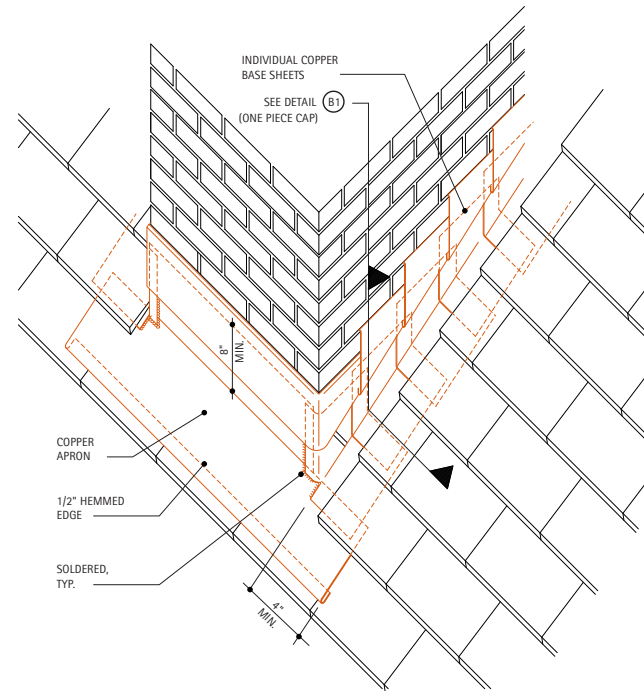 INDIVIDUAL COPPER
BASE SHEETS
SEE DETAIL B1
(ONE PIECE CAP)
8"
MIN.
COPPER
APRON
1/2" HEMMED
EDGE
SOLDERED,
TYP.
4"
MIN.